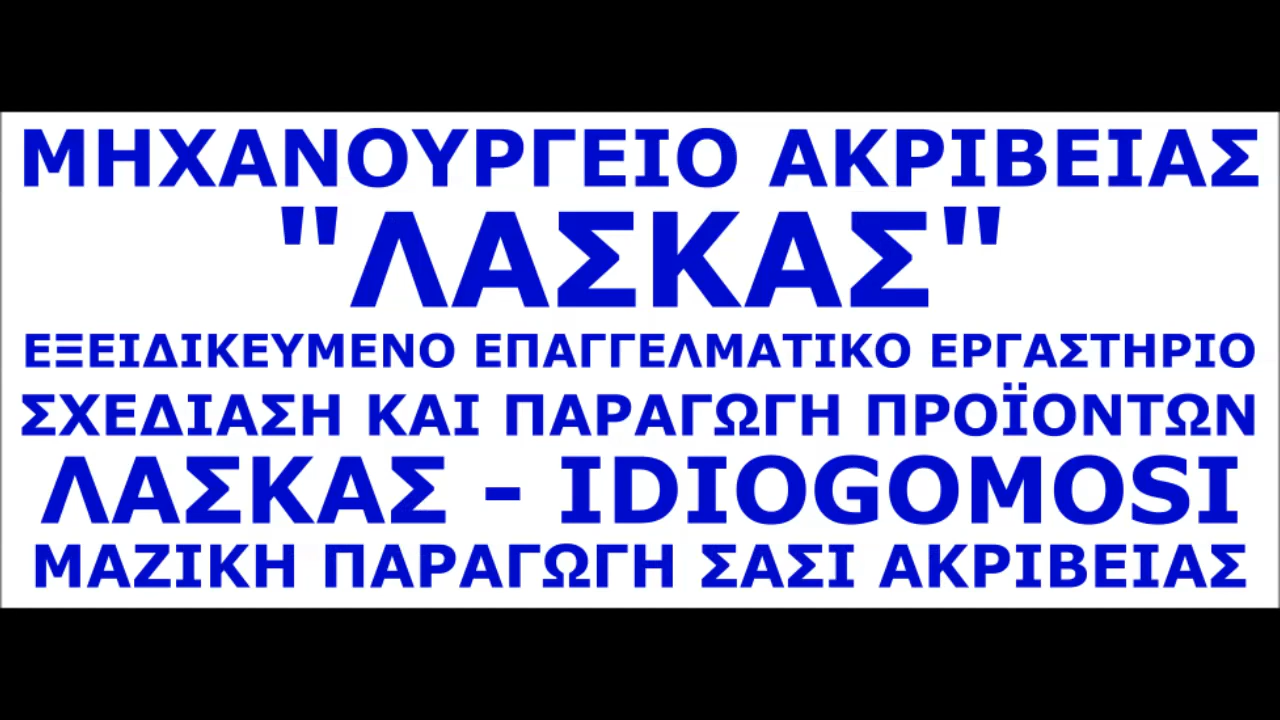 ΜΗΧΑΝΟΥΡΓΕΙΟ ΑΚΡΙΒΕΙΑΣ
"ΛΑΣΚΑΣ"
ΕΞΕΙΔΙΚΕΥΜΕΝΟ ΕΠΑΓΓΕΛΜΑΤΙΚΟ ΕΡΓΑΣΤΗΡΙΟ
ΣΧΕΔΙΑΣΗ ΚΑΙ ΠΑΡΑΓΩΓΗ ΠΡΟΪΟΝΤΩΝ
ΛΑΣΚΑΣ – IDIOGOMOSI
ΜΑΖΙΚΗ ΠΑΡΑΓΩΓΗ ΣΑΣΙ ΑΚΡΙΒΕΙΑΣ